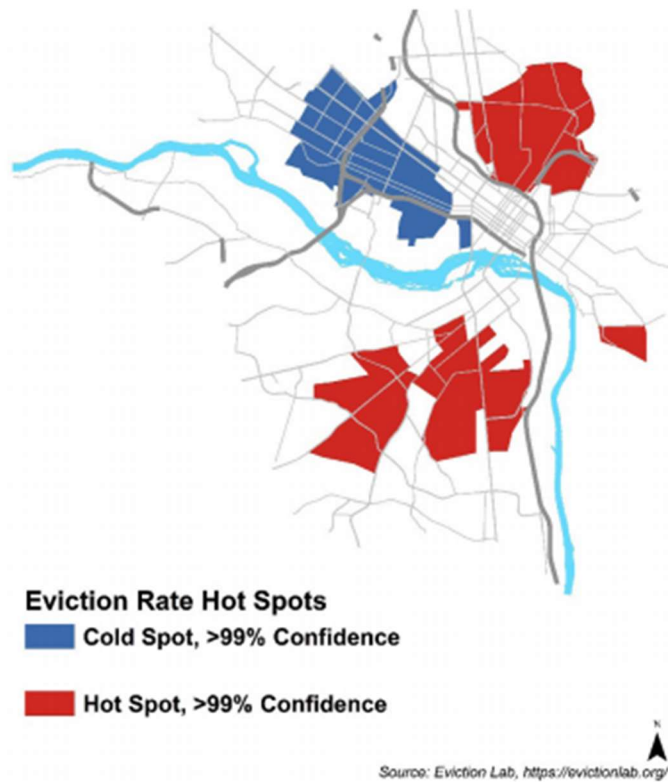 Eviction Rate Hot Spots
Cold Spot, >99% Confidence
Hot Spot, >99% Confidence
N
Source: Eviction Lab, https://evictionlab.org/